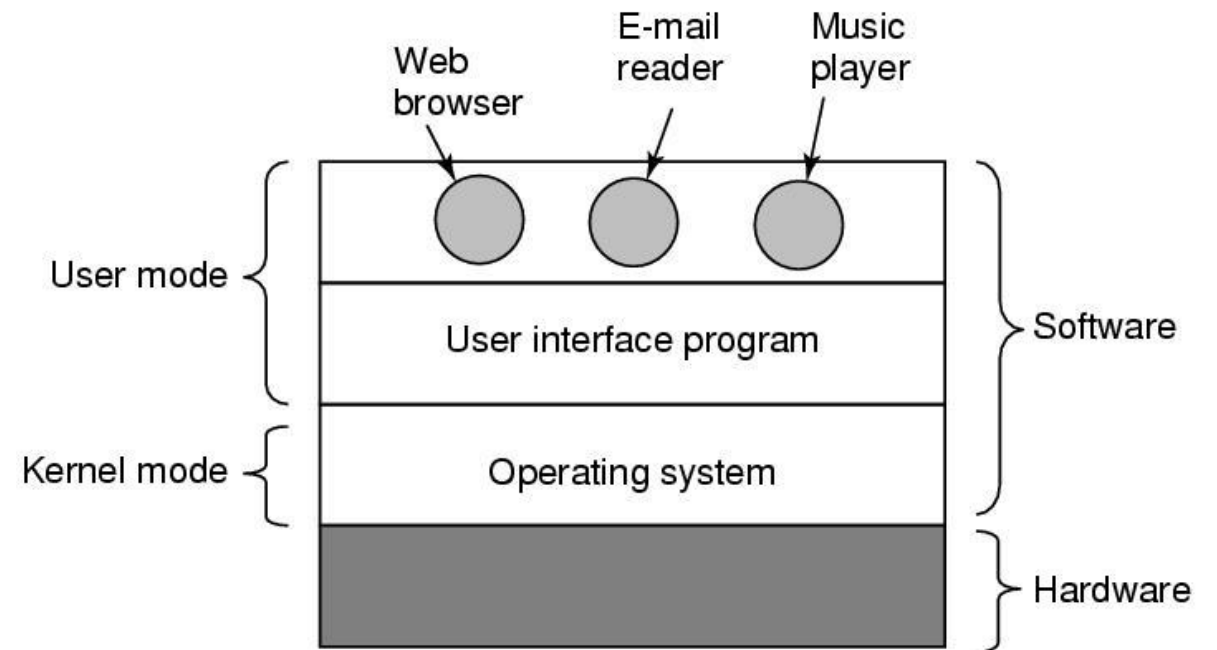 Web
browser
E-mail
reader
Music
player
User mode
User interface program
Software
Kernel mode
Operating system
Hardware